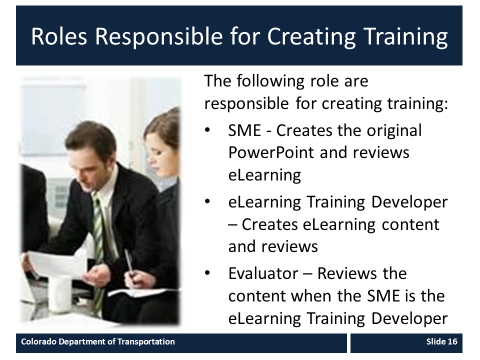 Roles Responsible for Creating Training
The following role are
responsible for creating training:
• SME - Creates the original
PowerPoint and reviews
eLearning
• eLearning Training Developer
– Creates eLearning content
and reviews
• Evaluator – Reviews the
content when the SME is the
eLearning Training Developer
Colorado Department of Transportation
Slide 16